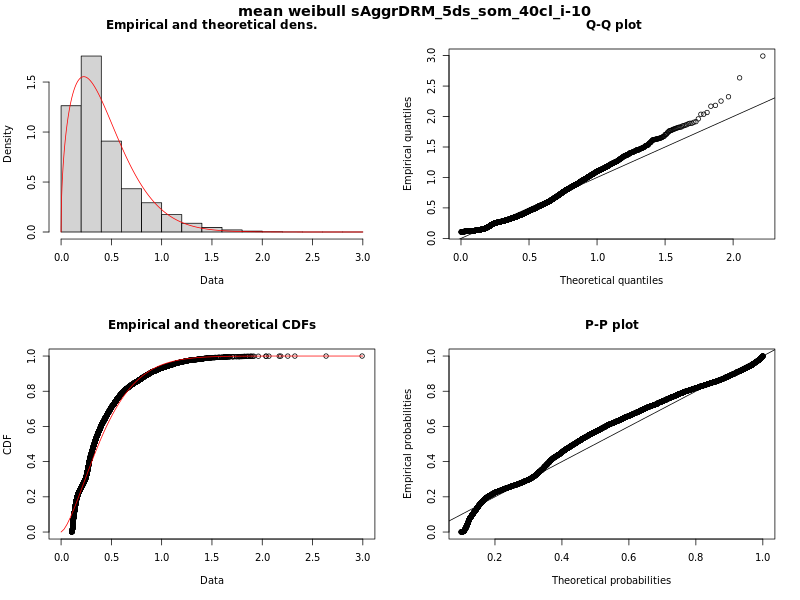 mean weibull sAggrDRM_5ds_som_40cl_i-10
Empirical and theoretical dens.
Density
0.0 0.5 1.0 1.5
0.0 0.5 1.0 1.5 2.0 2.5 3.0
Data
Q-Q plot
Empirical quantiles
0.0 0.5 1.0 1.5 2.0 2.5 3.0
0.0 0.5 1.0 1.5 2.0
Theoretical quantiles
Empirical and theoretical CDFs
CDF
0.0 0.2 0.4 0.6 0.8 1.0
0.0 0.5 1.0 1.5 2.0 2.5 3.0
Data
P-P plot
Empirical probabilities
0.0 0.2 0.4 0.6 0.8 1.0
0.2 0.4 0.6 0.8 1.0
Theoretical probabilities